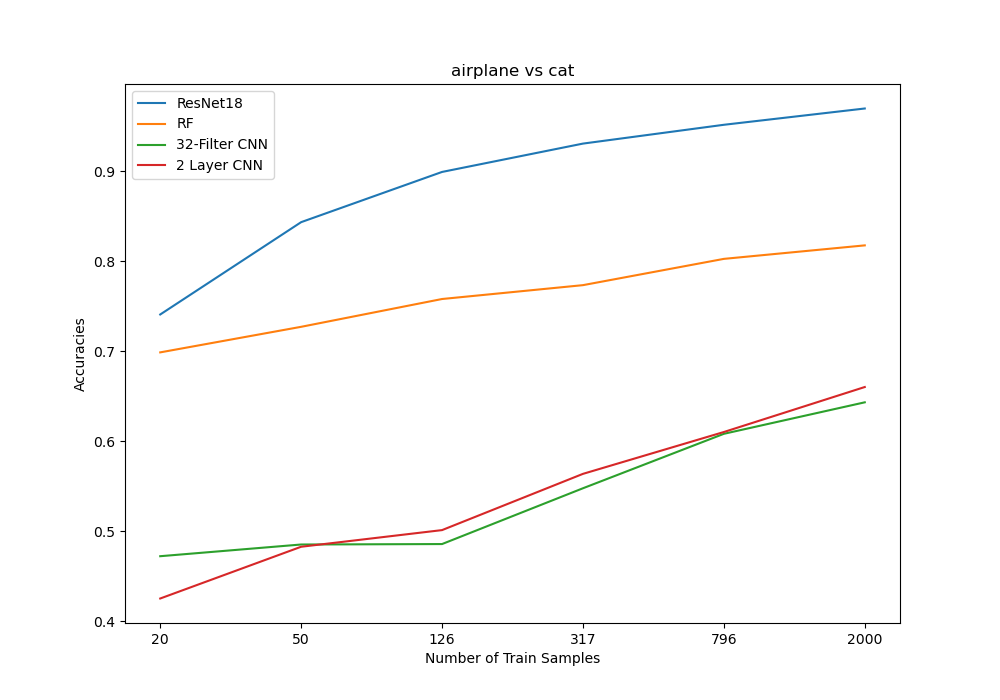 airplane vs cat
ResNet18
RF
32-Filter CNN
2 Layer CNN
Accuracies
0.9
0.8
0.7
0.6
0.5
0.4
20 50 126 317 796 2000
Number of Train Samples